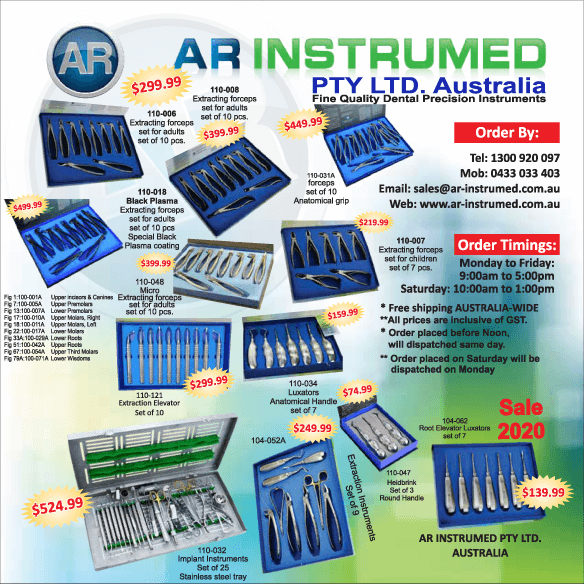 AR
AR INSTRUMED
PTY LTD. Australia
Fine Quality Dental Precision Instruments
$299.99
110-006
Extracting forceps
set for adults
set of 10 pcs.
110-008
Extracting forceps
set for adults
set of 10 pcs.
$399.99
$449.99
110-031A
forceps
set of 10
Anatomical grip
Order By:
Tel: 1300 920 097
Mob: 0433 033 403
Email: sales@ar-instrumed.com.au
Web: www.ar-instrumed.com.au
$499.99
110-018
Black Plasma
Extracting forceps
set for adults
set of 10 pcs
Special Black
Plasma coating
$399.99
110-048
Micro
Extracting forceps
set for adults
set of 10 pcs.
$219.99
110-007
Extracting forceps
set for children
set of 7 pcs.
Order Timings:
Monday to Friday:
9:00am to 5:00pm
Saturday: 10:00am to 1:00pm
* Free shipping AUSTRALIA-WIDE
**All prices are inclusive of GST.
* Order placed before Noon,
will dispatched same day.
** Order placed on Saturday will be
dispatched on Monday
Fig 1:100-001A Upper incisors & Canines
Fig 7:100-005A Upper Premolars
Fig 13:100-007A Lower Premolars
Fig 17:100-010A Upper Molars, Right
Fig 18:100-011A Upper Molars, Left
Fig 22:100-017A Lower Molars
Fig 33A:100-029A Lower Roots
Fig 51:100-042A Upper Roots
Fig 67:100-054A Upper Third Molars
Fig 79A:100-071A Lower Wisdoms
110-121
Extraction Elevator
Set of 10
$299.99
$159.99
110-034
Luxators
Anatomical Handle
set of 7
$74.99
110-047
Heidbrink
Set of 3
Round Handle
104-052A
$249.99
Extraction Instruments
Set of 9
Sale
2020
104-062
Root Elevator Luxators
set of 7
$139.99
$524.99
110-032
Implant Instruments
Set of 25
Stainless steel tray
AR INSTRUMED PTY LTD.
AUSTRALIA